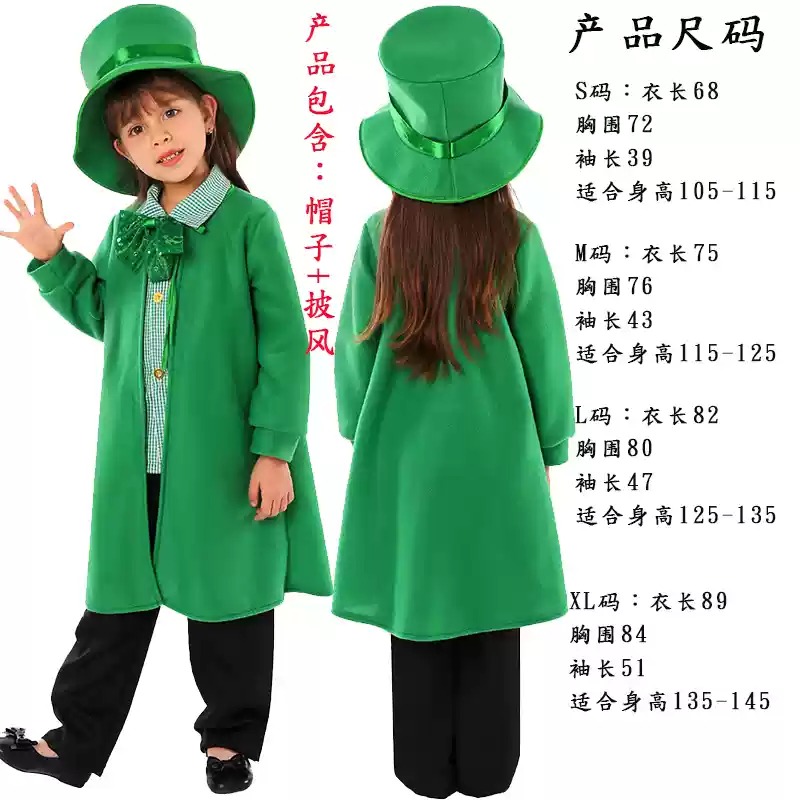 产品包含：帽子+披风
产品尺码
S码：衣长68
胸围72
袖长39
适合身高105-115
M码：衣长75
胸围76
袖长43
适合身高115-125
L码：衣长82
胸围80
袖长47
适合身高125-135
XL码：衣长89
胸围84
袖长51
适合身高135-145